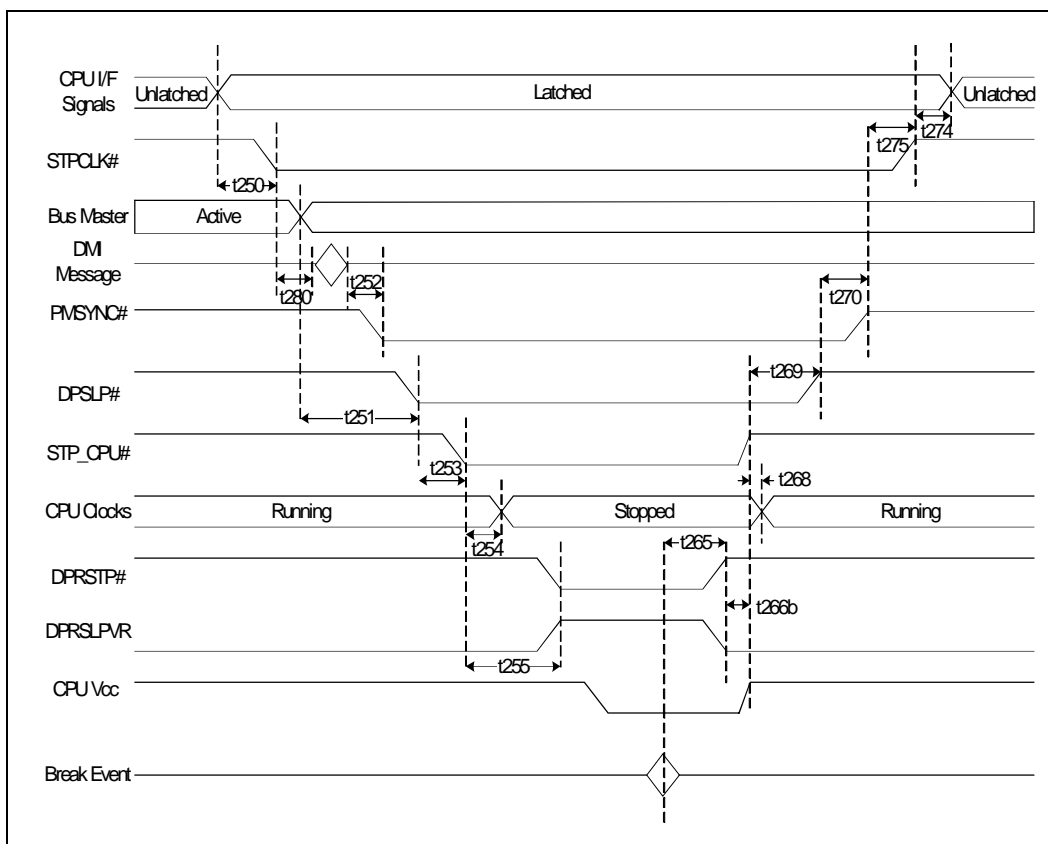 CPU I/F
Signals
Unlatched
Latched
Unlatched
t274
t275
STPCLK#
t250
Bus Master
Active
DMI
Message
t280
t252
PMSYNC#
t270
DPSLP#
t269
t251
STP_CPU#
t253
t268
CPU Clocks
Running
Stopped
Running
t254
t265
DPRSTP#
t266b
DPRSLPVR
t255
CPU Vcc
Break Event